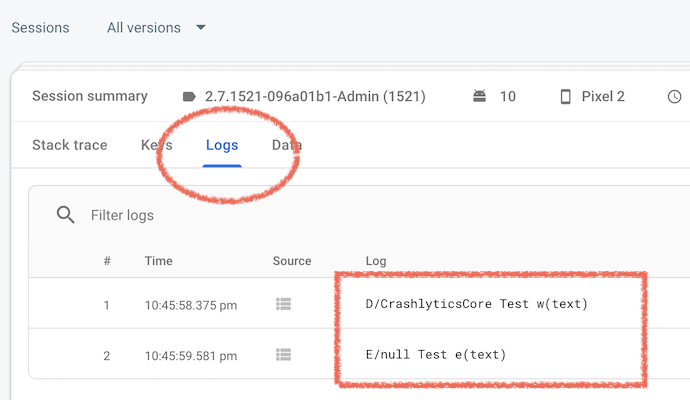 Sessions All versions
Session summary 2.7.1521-096a01b1-Admin (1521) 10 Pixel 2
Stack trace Keys Logs Data
Filter logs
# Time Source Log
1 10:45:58.375 pm D/CrashlyticsCore Test w(text)
2 10:45:59.581 pm E/null Test e(text)